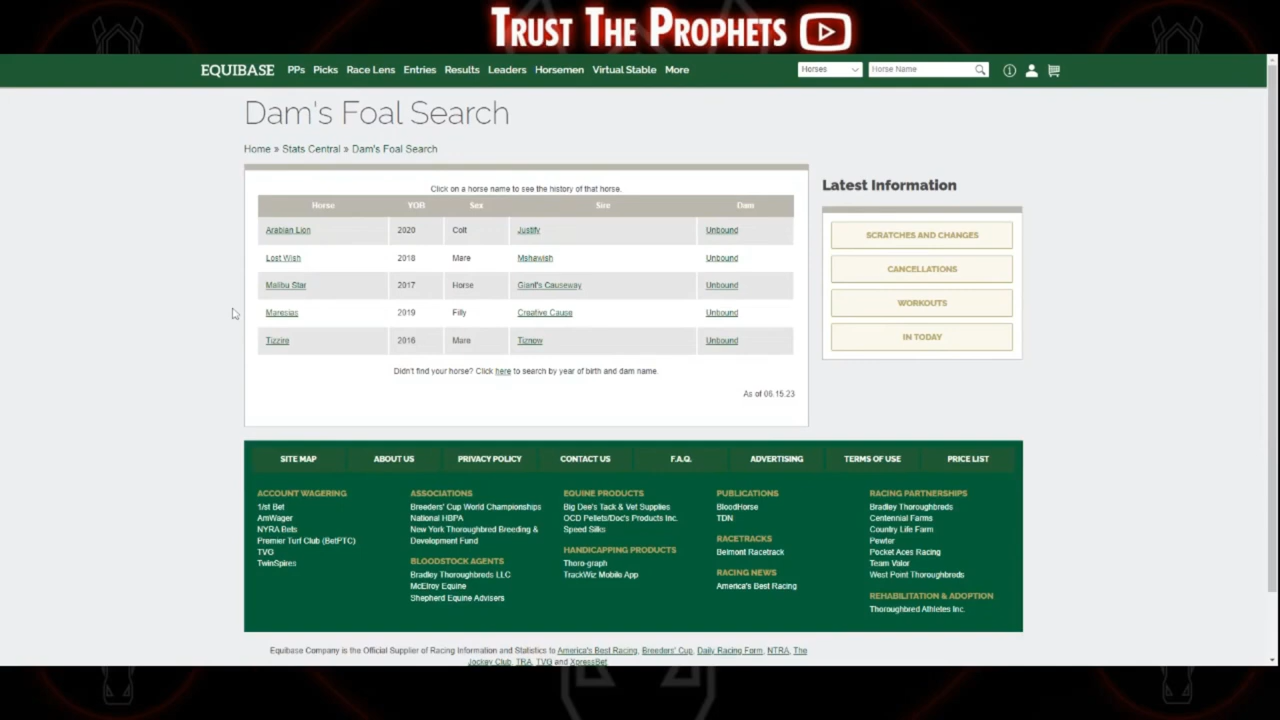 TRUST THE PROPHETS
EQUIBASE PPs Picks Race Lens Entries Results Leaders Horsemen Virtual Stable More Horses Horse Name
Dam's Foal Search
Home » Stats Central » Dam's Foal Search
Click on a horse name to see the history of that horse.
Horse YOB Sex Sire Dam
Arabian Lion 2020 Colt Justify Unbound
Lost Wish 2018 Mare Mshawish Unbound
Malibu Star 2017 Horse Giant's Causeway Unbound
Maresias 2019 Filly Creative Cause Unbound
Tizzire 2016 Mare Tiznow Unbound
Didn't find your horse? Click here to search by year of birth and dam name.
As of 06.15.23
Latest Information
SCRATCHES AND CHANGES
CANCELLATIONS
WORKOUTS
IN TODAY
SITE MAP ABOUT US PRIVACY POLICY CONTACT US F.A.Q. ADVERTISING TERMS OF USE PRICE LIST
ACCOUNT WAGERING
1/st Bet
AmWager
NYRA Bets
Premier Turf Club (BetPTC)
TVG
TwinSpires
ASSOCIATIONS
Breeders' Cup World Championships
National HBPA
New York Thoroughbred Breeding &
Development Fund
BLOODSTOCK AGENTS
Bradley Thoroughbreds LLC
McElroy Equine
Shepherd Equine Advisers
EQUINE PRODUCTS
Big Dee's Tack & Vet Supplies
OCD Pellets/Doc's Products Inc.
Speed Silks
HANDICAPPING PRODUCTS
Thoro-graph
TrackWiz Mobile App
PUBLICATIONS
BloodHorse
TDN
RACETRACKS
Belmont Racetrack
RACING NEWS
America's Best Racing
RACING PARTNERSHIPS
Bradley Thoroughbreds
Centennial Farms
Country Life Farm
Pewter
Pocket Aces Racing
Team Valor
West Point Thoroughbreds
REHABILITATION & ADOPTION
Thoroughbred Athletes Inc.
Equibase Company is the Official Supplier of Racing Information and Statistics to America's Best Racing, Breeders' Cup, Daily Racing Form, NTRA, The
Jockey Club, TRA, TVG and XpressBet